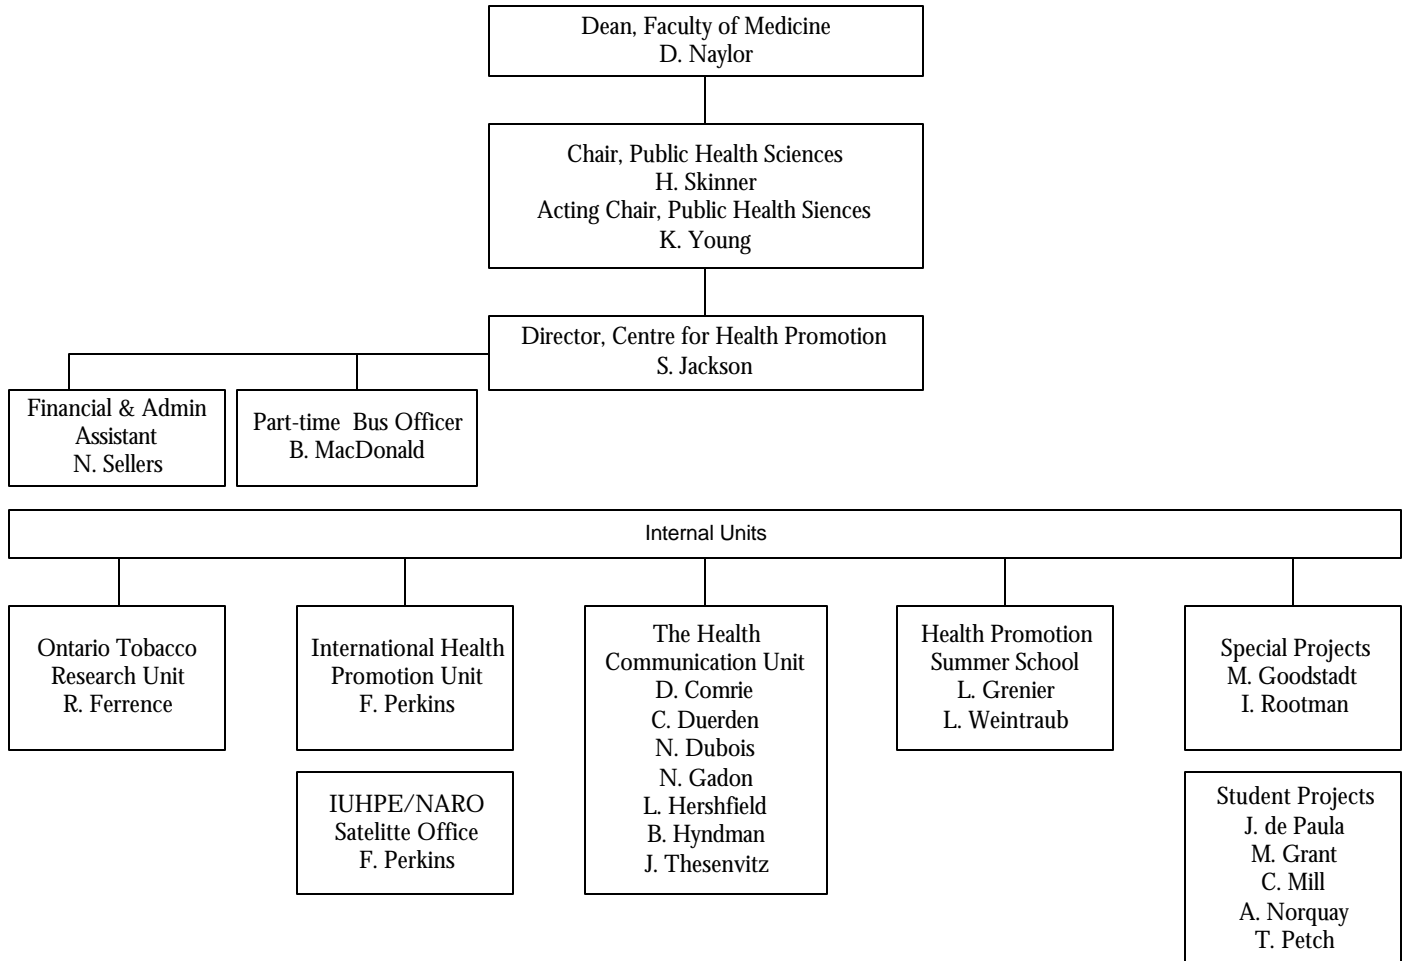 Dean, Faculty of Medicine
D. Naylor
Chair, Public Health Sciences
H. Skinner
Acting Chair, Public Health Siences
K. Young
Director, Centre for Health Promotion
S. Jackson
Financial & Admin
Assistant
N. Sellers
Part-time Bus Officer
B. MacDonald
Internal Units
Ontario Tobacco
Research Unit
R. Ferrence
International Health
Promotion Unit
F. Perkins
IUHPE/NARO
Satelitte Office
F. Perkins
The Health
Communication Unit
D. Comrie
C. Duerden
N. Dubois
N. Gadon
L. Hershfield
B. Hyndman
J. Thesenvitz
Health Promotion
Summer School
L. Grenier
L. Weintraub
Special Projects
M. Goodstadt
I. Rootman
Student Projects
J. de Paula
M. Grant
C. Mill
A. Norquay
T. Petch